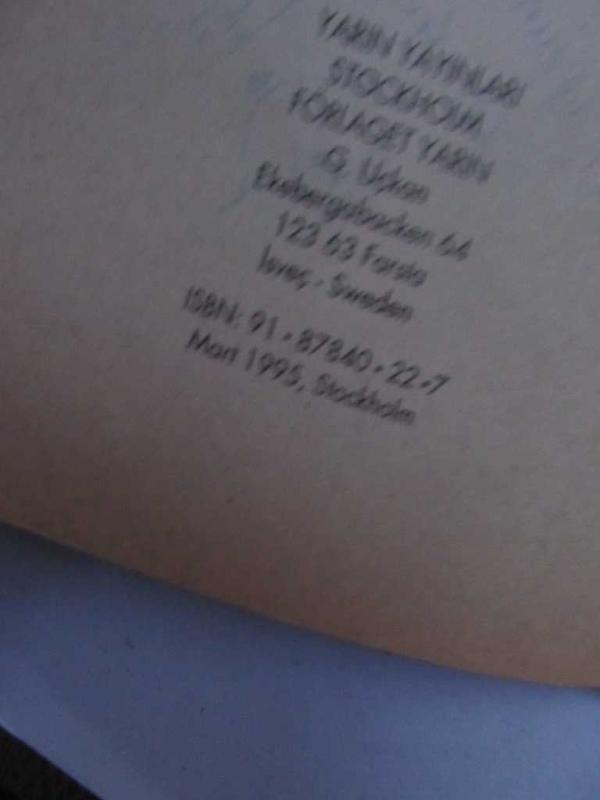 YARIN YAYINLARI
STOCKHOLM
FÖRLAGET YARIN
G. Uçkan
Ekebergabacken 64
123 63 Farsta
İsveç - Sweden
ISBN: 91 - 87840 - 22 - 7
Mart 1995, Stockholm